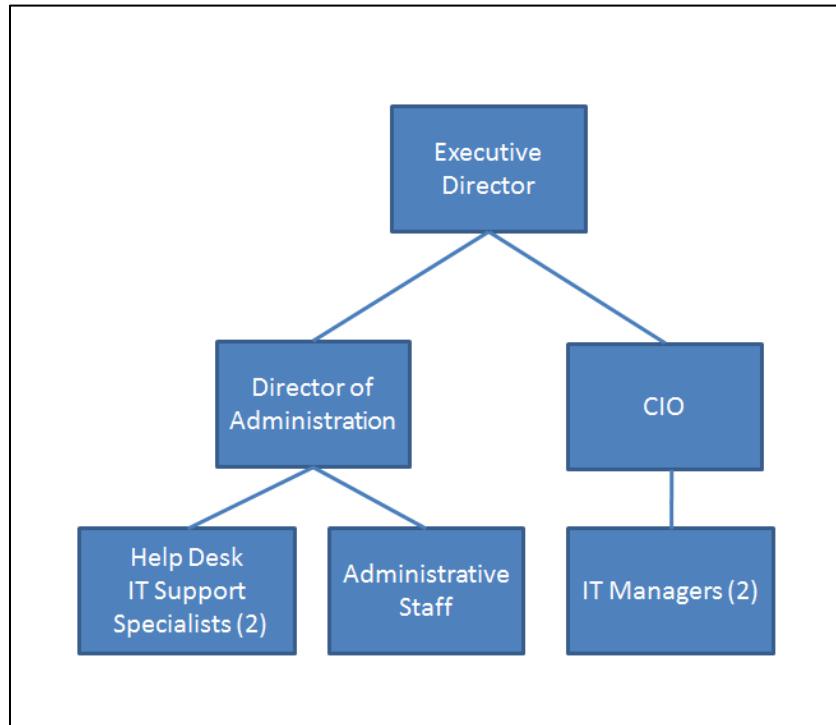 Executive
Director
Director of
Administration
CIO
Help Desk
IT Support
Specialists (2)
Administrative
Staff
IT Managers (2)